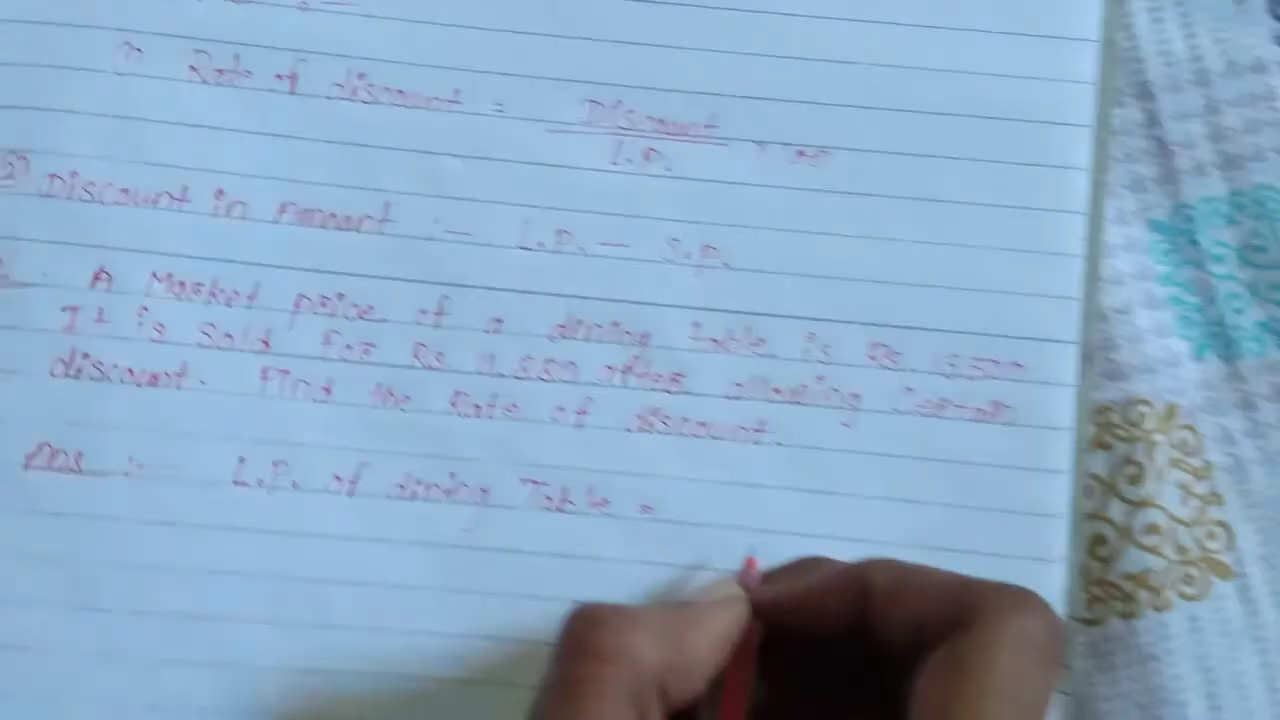 Rate of discount = Discount
L.P.
Discount in Amount :- L.P. - S.P.
A Market price of a dining table is Rs.
It is sold for Rs after allowing certain
discount. Find the Rate of discount.
Ans :- L.P. of dining Table =